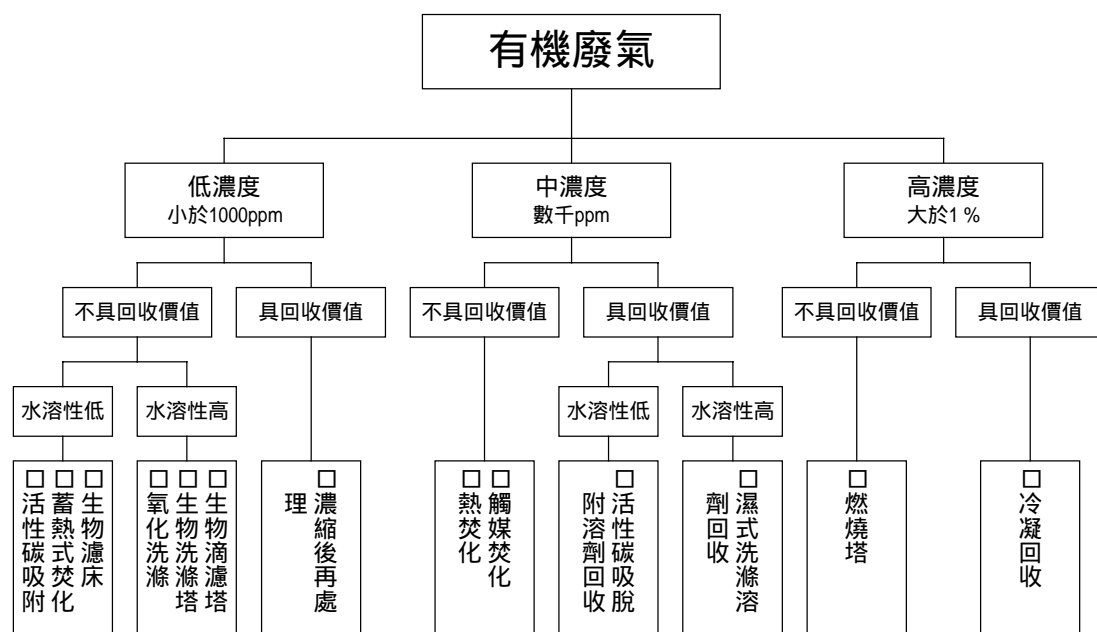 有機廢氣
低濃度
小於1000ppm
中濃度
數千ppm
高濃度
大於1 %
不具回收價值
具回收價值
不具回收價值
具回收價值
不具回收價值
具回收價值
水溶性低
水溶性高
水溶性低
水溶性高
□生物濾床
□蓄熱式焚化
□活性碳吸附
□生物滴濾塔
□生物洗滌塔
□氧化洗滌
□濃縮後再處
理
□觸媒焚化
□熱焚化
□活性碳吸脫
附溶劑回收
□濕式洗滌溶
劑回收
□燃燒塔
□冷凝回收